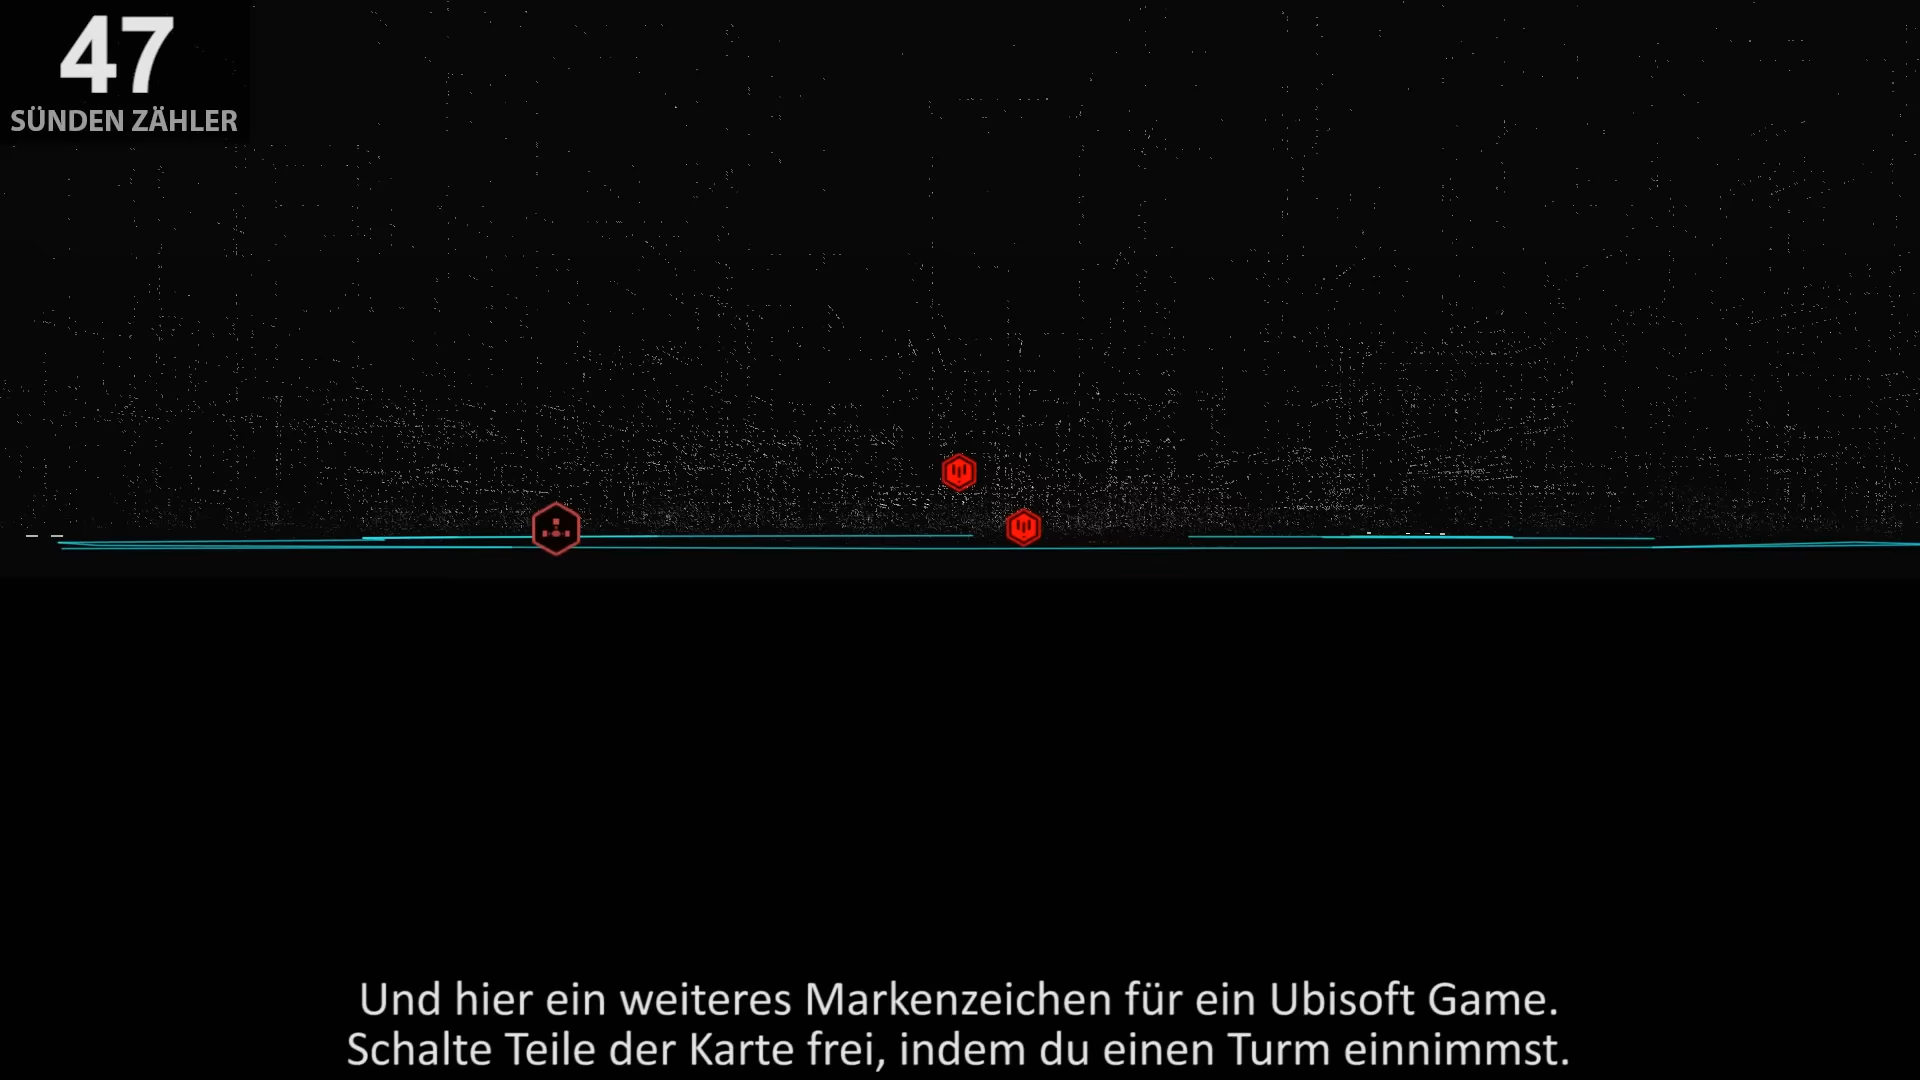 47
SÜNDEN ZÄHLER
Und hier ein weiteres Markenzeichen für ein Ubisoft Game.
Schalte Teile der Karte frei, indem du einen Turm einnimmst.